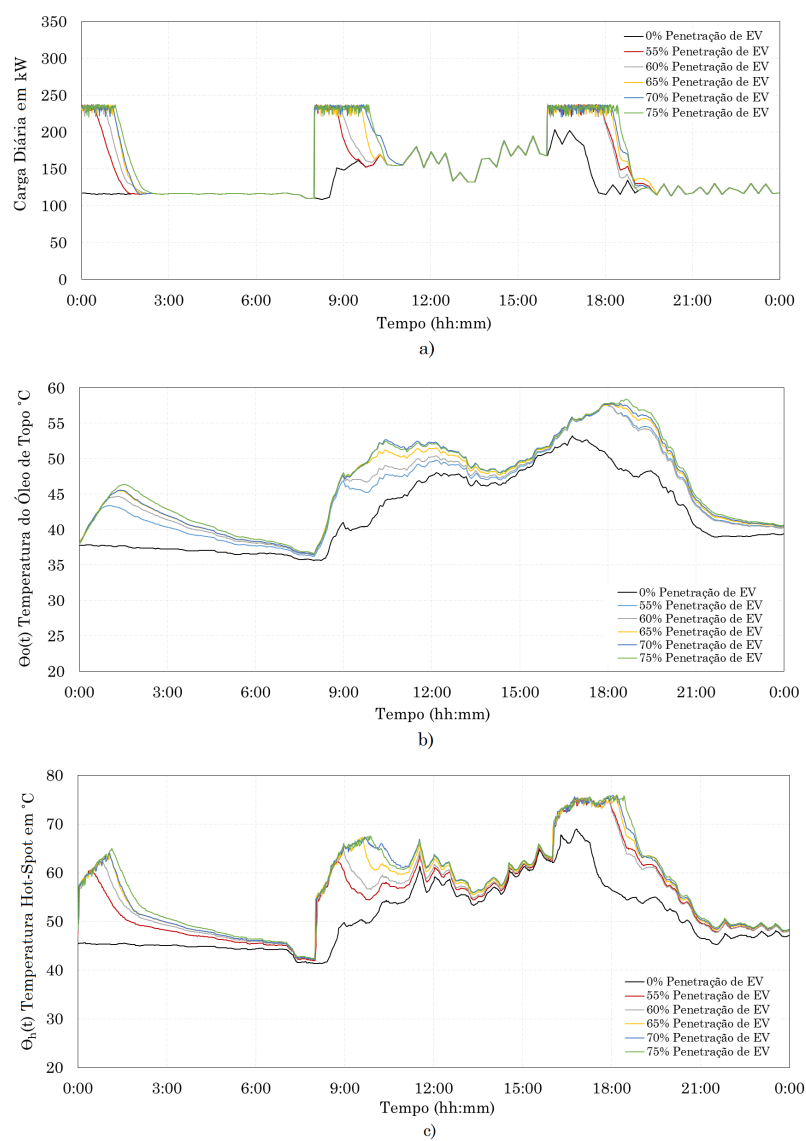 350
300
250
200
150
100
50
0
Carga Diária em kW
0% Penetração de EV
55% Penetração de EV
60% Penetração de EV
65% Penetração de EV
70% Penetração de EV
75% Penetração de EV
0:00 3:00 6:00 9:00 12:00 15:00 18:00 21:00 0:00
Tempo (hh:mm)
a)
60
55
50
45
40
35
30
25
20
Θo(t) Temperatura do Óleo de Topo °C
0% Penetração de EV
55% Penetração de EV
60% Penetração de EV
65% Penetração de EV
70% Penetração de EV
75% Penetração de EV
0:00 3:00 6:00 9:00 12:00 15:00 18:00 21:00 0:00
Tempo (hh:mm)
b)
80
70
60
50
40
30
20
Θh(t) Temperatura Hot-Spot em °C
0% Penetração de EV
55% Penetração de EV
60% Penetração de EV
65% Penetração de EV
70% Penetração de EV
75% Penetração de EV
0:00 3:00 6:00 9:00 12:00 15:00 18:00 21:00 0:00
Tempo (hh:mm)
c)